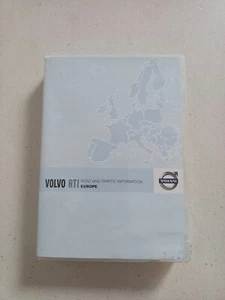 VOLVO RTI ROAD AND TRAFFIC INFORMATION
EUROPE
VOLVO